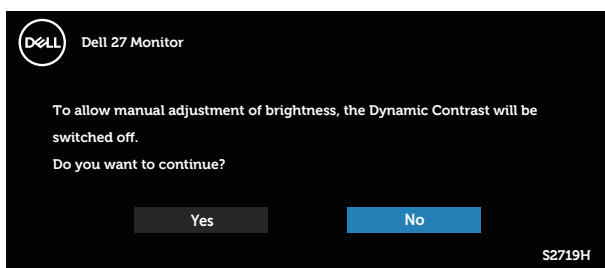 DELL
Dell 27 Monitor
To allow manual adjustment of brightness, the Dynamic Contrast will be
switched off.
Do you want to continue?
Yes No
S2719H